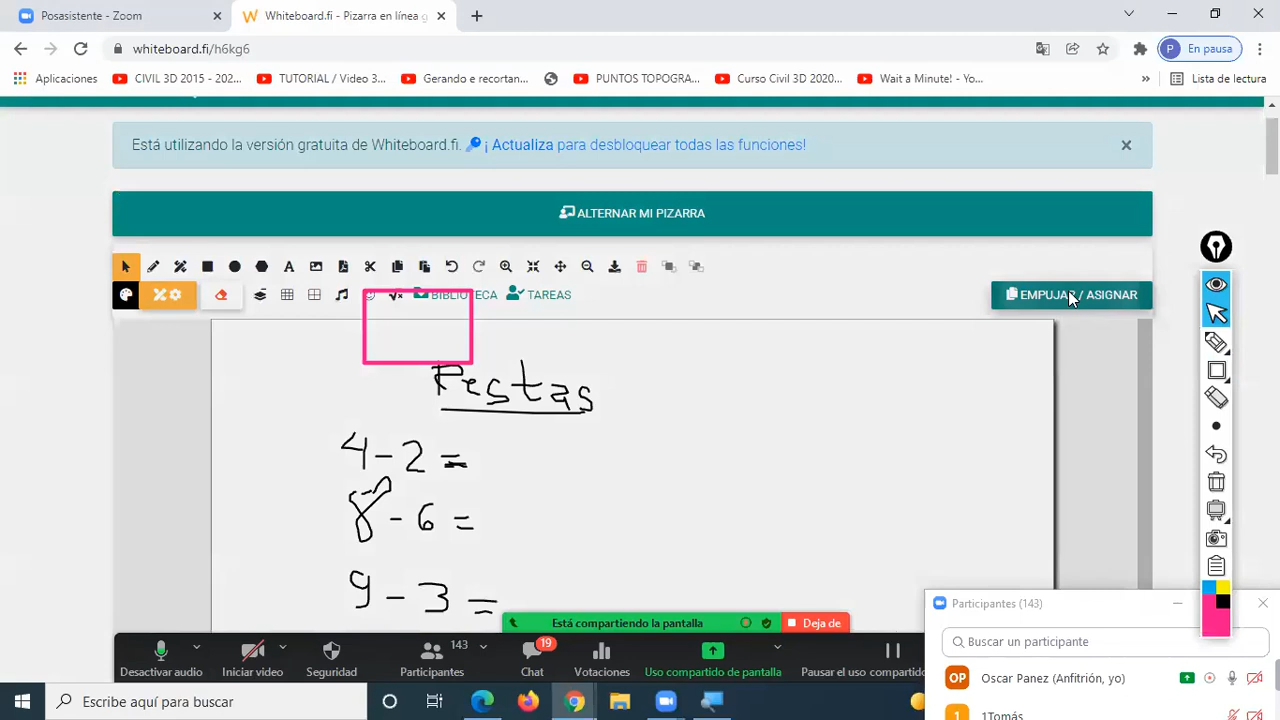 Posasistente - Zoom
Whiteboard.fi - Pizarra en línea g
whiteboard.fi/h6kg6
P En pausa
Aplicaciones CIVIL 3D 2015 - 202... TUTORIAL / Video 3... Gerando e recortan... PUNTOS TOPOGRA... Curso Civil 3D 2020... Wait a Minute! - Yo... » Lista de lectura
Está utilizando la versión gratuita de Whiteboard.fi. ¡ Actualiza para desbloquear todas las funciones!
ALTERNAR MI PIZARRA
BIBLIOTECA TAREAS EMPUJAR / ASIGNAR
Restas
4 - 2 =
8 - 6 =
9 - 3 =
Está compartiendo la pantalla Deja de
Participantes (143)
Buscar un participante
OP Oscar Panez (Anfitrión, yo)
1 1Tomás
143 19
Desactivar audio Iniciar video Seguridad Participantes Chat Votaciones Uso compartido de pantalla Pausar el uso compartido
Escribe aquí para buscar